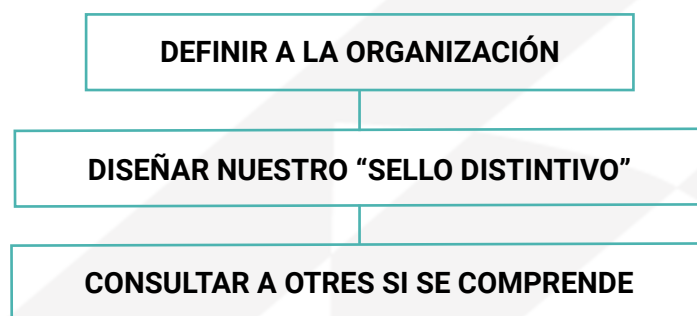 DEFINIR A LA ORGANIZACIÓN
DISEÑAR NUESTRO “SELLO DISTINTIVO”
CONSULTAR A OTRES SI SE COMPRENDE